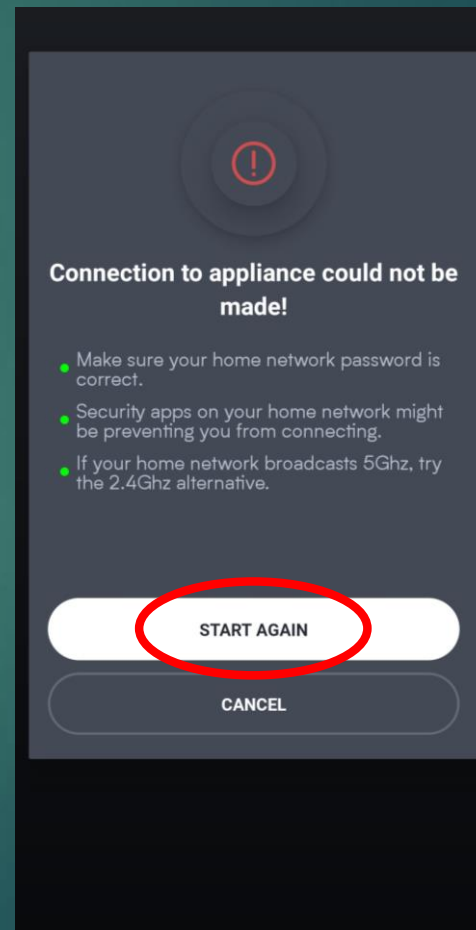 Connection to appliance could not be
made!
Make sure your home network password is
correct.
Security apps on your home network might
be preventing you from connecting.
If your home network broadcasts 5Ghz, try
the 2.4Ghz alternative.
START AGAIN
CANCEL